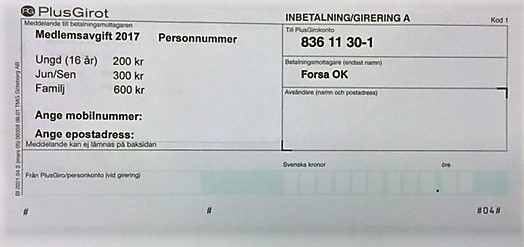 PG PlusGirot
INBETALNING/GIRERING A
Kod 1
Meddelande till betalningsmottagaren
Medlemsavgift 2017 Personnummer
Till PlusGirokonto
836 11 30-1
Ungd (16 år) 200 kr
Jun/Sen 300 kr
Familj 600 kr
Betalningsmottagare (endast namn)
Forsa OK
Avsändare (namn och postadress)
Ange mobilnummer:
Ange epostadress:
Meddelande kan ej lämnas på baksidan
Svenska kronor öre
Från PlusGiro/personkonto (vid girering)
# # #04#